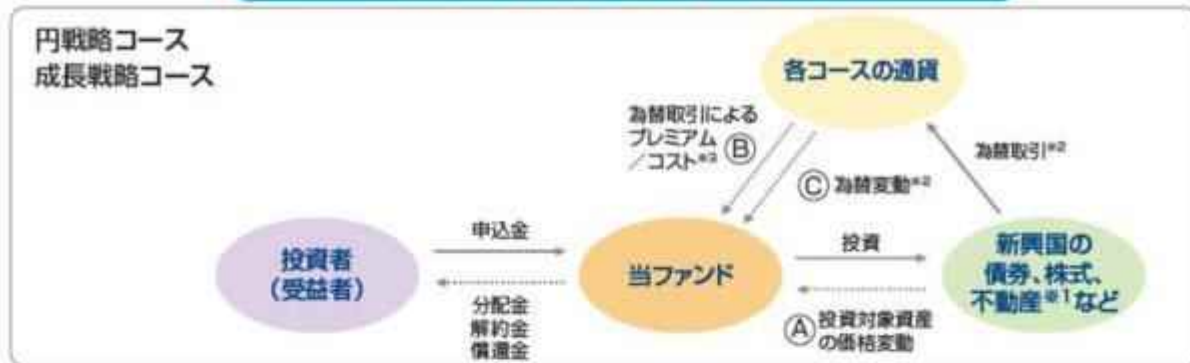 円戦略コース
成長戦略コース
各コースの通貨
為替取引による
プレミアム
／コスト※3 Ⓑ
為替取引※2
Ⓒ 為替変動※2
投資者
（受益者）
申込金
分配金
解約金
償還金
当ファンド
投資
Ⓐ 投資対象資産
の価格変動
新興国の
債券、株式、
不動産※1など